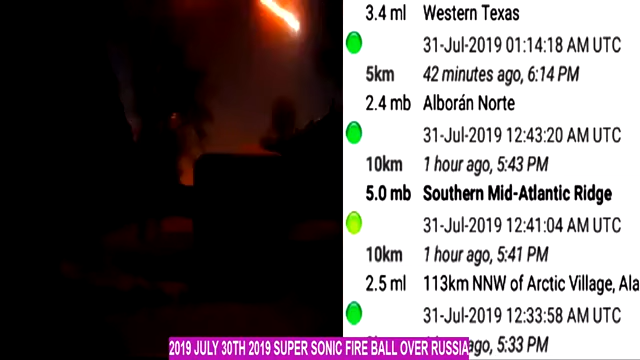 3.4 ml Western Texas
31-Jul-2019 01:14:18 AM UTC
5km 42 minutes ago, 6:14 PM
2.4 mb Alborán Norte
31-Jul-2019 12:43:20 AM UTC
10km 1 hour ago, 5:43 PM
5.0 mb Southern Mid-Atlantic Ridge
31-Jul-2019 12:41:04 AM UTC
10km 1 hour ago, 5:41 PM
2.5 ml 113km NNW of Arctic Village, Ala
31-Jul-2019 12:33:58 AM UTC
ago, 5:33 PM
2019 JULY 30TH 2019 SUPER SONIC FIRE BALL OVER RUSSIA